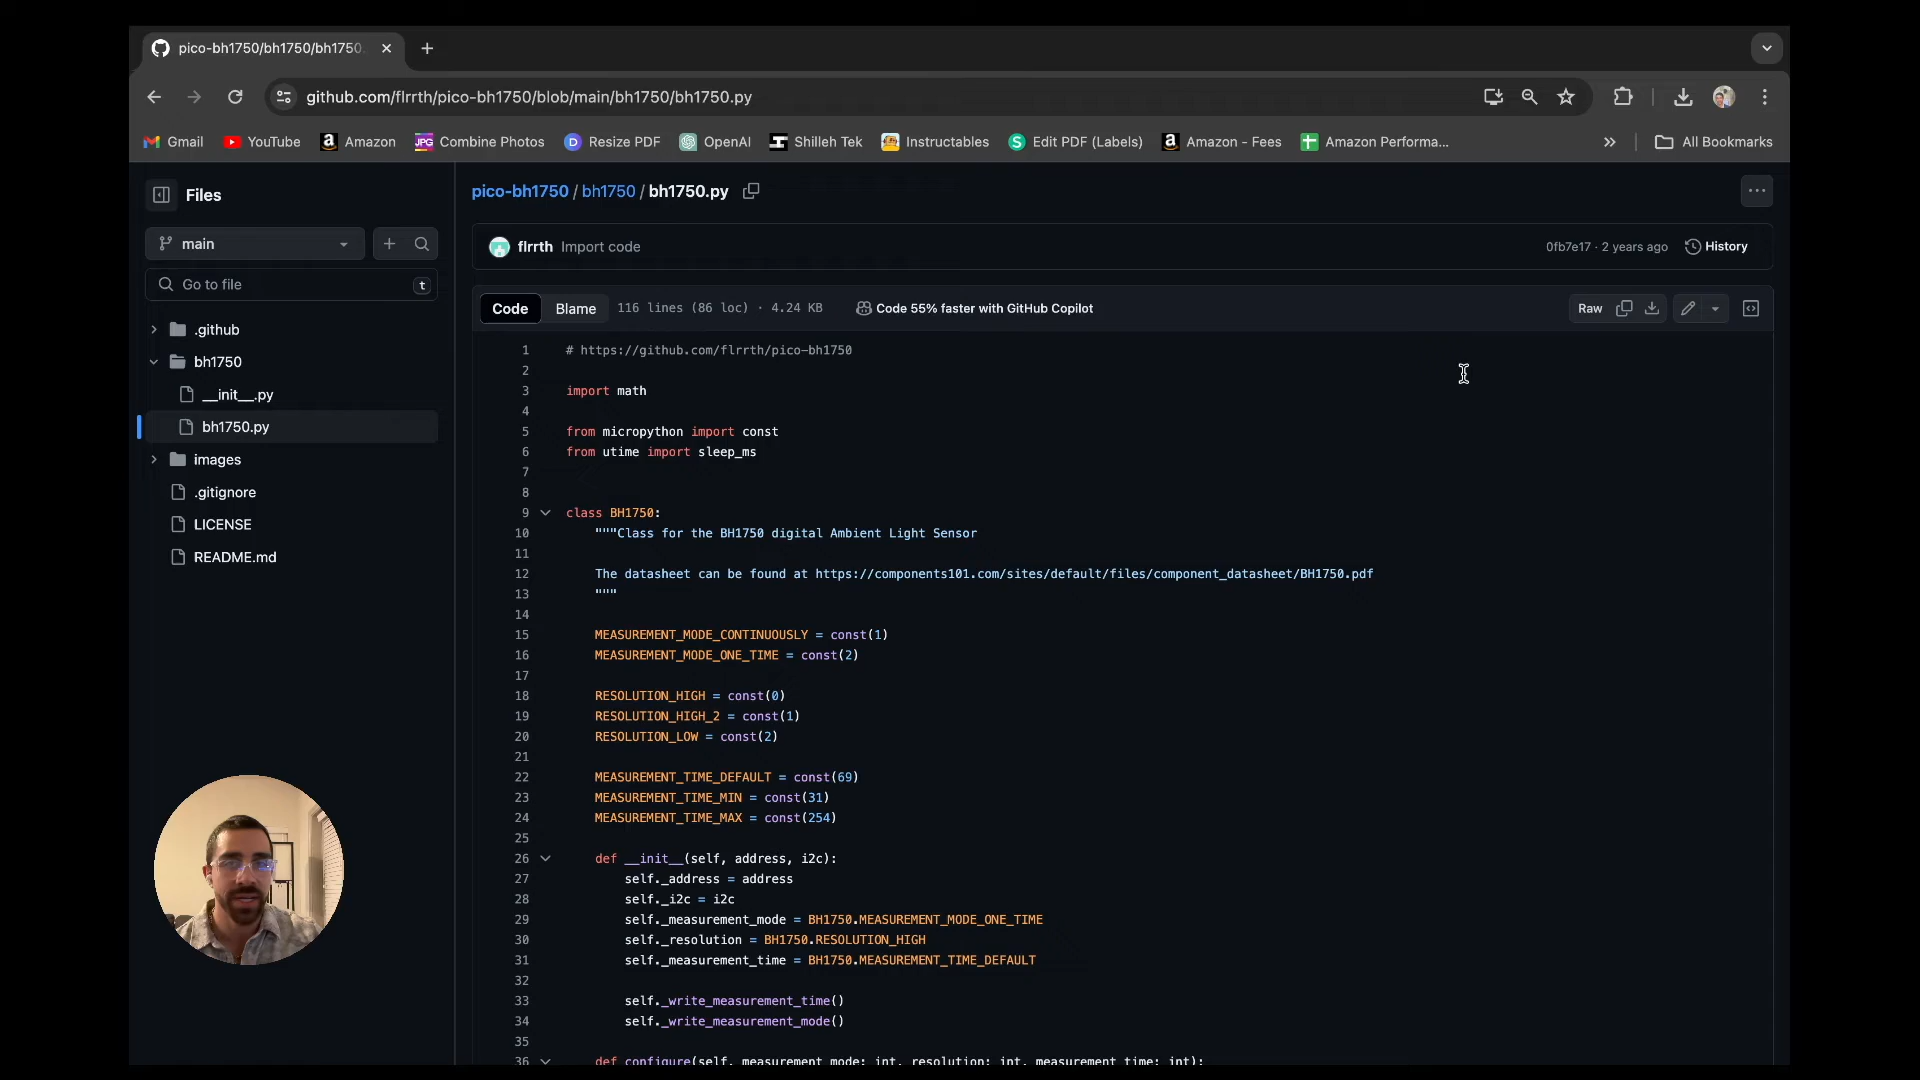 pico-bh1750/bh1750/bh1750.
github.com/flrrth/pico-bh1750/blob/main/bh1750/bh1750.py
Gmail YouTube Amazon Combine Photos Resize PDF OpenAI Shilleh Tek Instructables Edit PDF (Labels) Amazon - Fees Amazon Performa... » All Bookmarks
Files
main
Go to file t
.github
bh1750
__init__.py
bh1750.py
images
.gitignore
LICENSE
README.md
pico-bh1750 / bh1750 / bh1750.py
flrrth Import code 0fb7e17 · 2 years ago History
Code Blame 116 lines (86 loc) · 4.24 KB Code 55% faster with GitHub Copilot Raw
1 # https://github.com/flrrth/pico-bh1750
2
3 import math
4
5 from micropython import const
6 from utime import sleep_ms
7
8
9 class BH1750:
10 """Class for the BH1750 digital Ambient Light Sensor
11
12 The datasheet can be found at https://components101.com/sites/default/files/component_datasheet/BH1750.pdf
13 """
14
15 MEASUREMENT_MODE_CONTINUOUSLY = const(1)
16 MEASUREMENT_MODE_ONE_TIME = const(2)
17
18 RESOLUTION_HIGH = const(0)
19 RESOLUTION_HIGH_2 = const(1)
20 RESOLUTION_LOW = const(2)
21
22 MEASUREMENT_TIME_DEFAULT = const(69)
23 MEASUREMENT_TIME_MIN = const(31)
24 MEASUREMENT_TIME_MAX = const(254)
25
26 def __init__(self, address, i2c):
27 self._address = address
28 self._i2c = i2c
29 self._measurement_mode = BH1750.MEASUREMENT_MODE_ONE_TIME
30 self._resolution = BH1750.RESOLUTION_HIGH
31 self._measurement_time = BH1750.MEASUREMENT_TIME_DEFAULT
32
33 self._write_measurement_time()
34 self._write_measurement_mode()
35
36 def configure(self, measurement_mode: int, resolution: int, measurement_time: int):